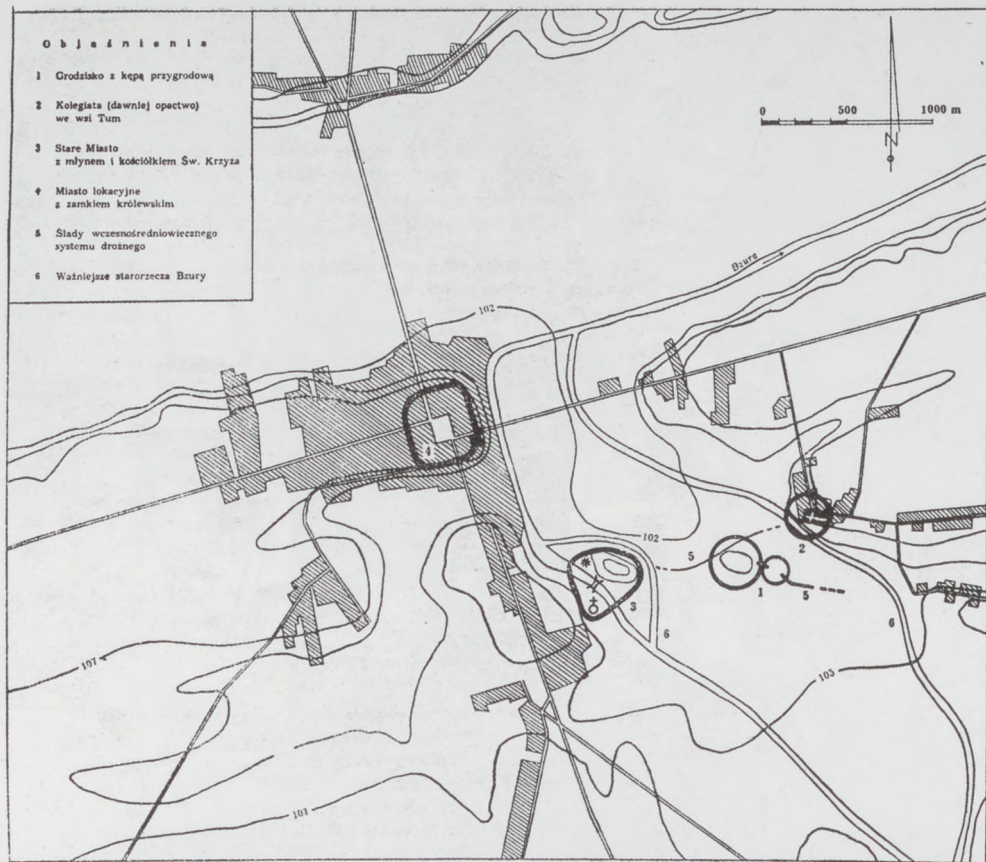 Objaśnienia
1 Grodzisko z kępą przygrodową
2 Kolegiata (dawniej opactwo)
we wsi Tum
3 Stare Miasto
z młynem i kościółkiem Św. Krzyża
4 Miasto lokacyjne
z zamkiem królewskim
5 Ślady wczesnośredniowiecznego
systemu drożnego
6 Ważniejsze starorzecza Bzury
0 500 1000 m
N
Bzura
102
4
102
2
5
1
5
3
6
6
107
103
107